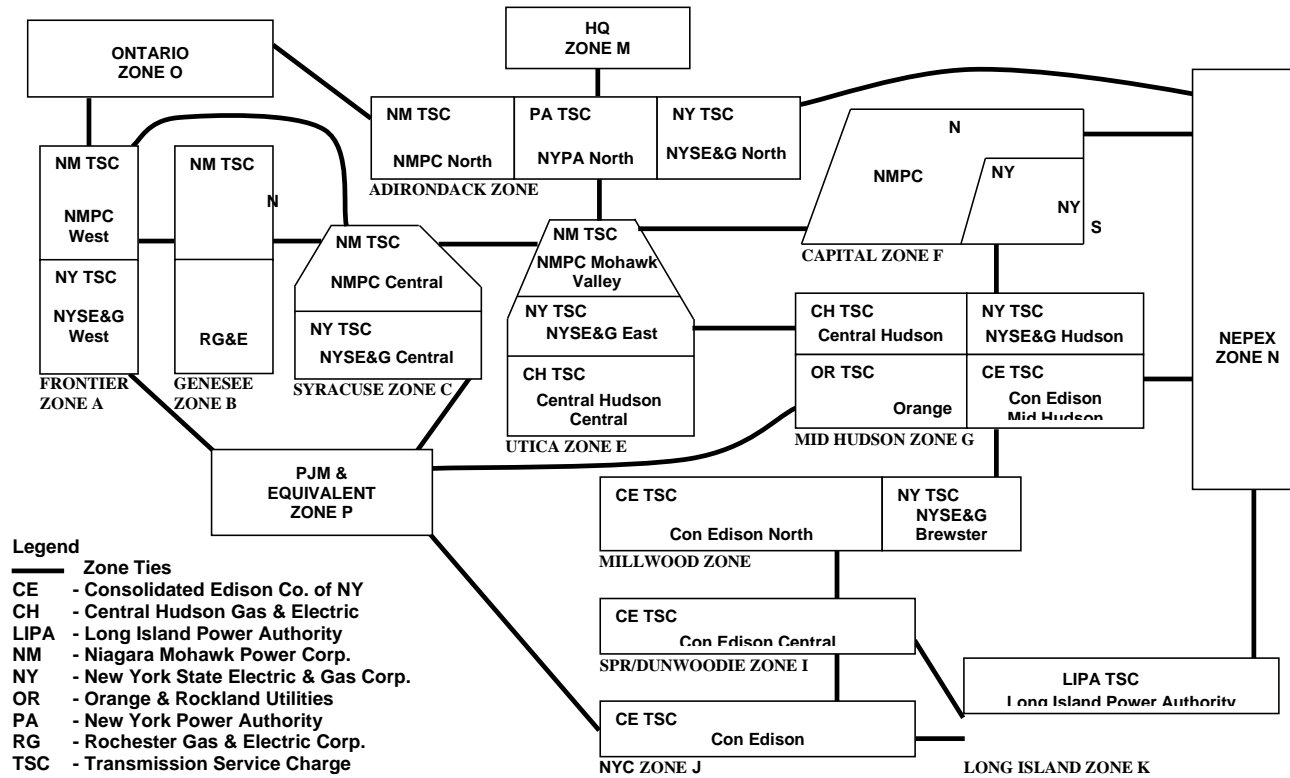 ONTARIO
ZONE O
HQ
ZONE M
NM TSC
NMPC North
PA TSC
NYPA North
NY TSC
NYSE&G North
ADIRONDACK ZONE
N
NMPC
NY
NY
S
CAPITAL ZONE F
NEPEX
ZONE N
NM TSC
NMPC
West
NY TSC
NYSE&G
West
FRONTIER
ZONE A
NM TSC
N
RG&E
GENESEE
ZONE B
NM TSC
NMPC Central
NY TSC
NYSE&G Central
SYRACUSE ZONE C
NM TSC
NMPC Mohawk
Valley
NY TSC
NYSE&G East
CH TSC
Central Hudson
Central
UTICA ZONE E
CH TSC
Central Hudson
NY TSC
NYSE&G Hudson
OR TSC
Orange
CE TSC
Con Edison
Mid Hudson
MID HUDSON ZONE G
PJM &
EQUIVALENT
ZONE P
CE TSC
Con Edison North
NY TSC
NYSE&G
Brewster
MILLWOOD ZONE
CE TSC
Con Edison Central
SPR/DUNWOODIE ZONE I
CE TSC
Con Edison
NYC ZONE J
LIPA TSC
Long Island Power Authority
LONG ISLAND ZONE K
Legend
Zone Ties
CE - Consolidated Edison Co. of NY
CH - Central Hudson Gas & Electric
LIPA - Long Island Power Authority
NM - Niagara Mohawk Power Corp.
NY - New York State Electric & Gas Corp.
OR - Orange & Rockland Utilities
PA - New York Power Authority
RG - Rochester Gas & Electric Corp.
TSC - Transmission Service Charge